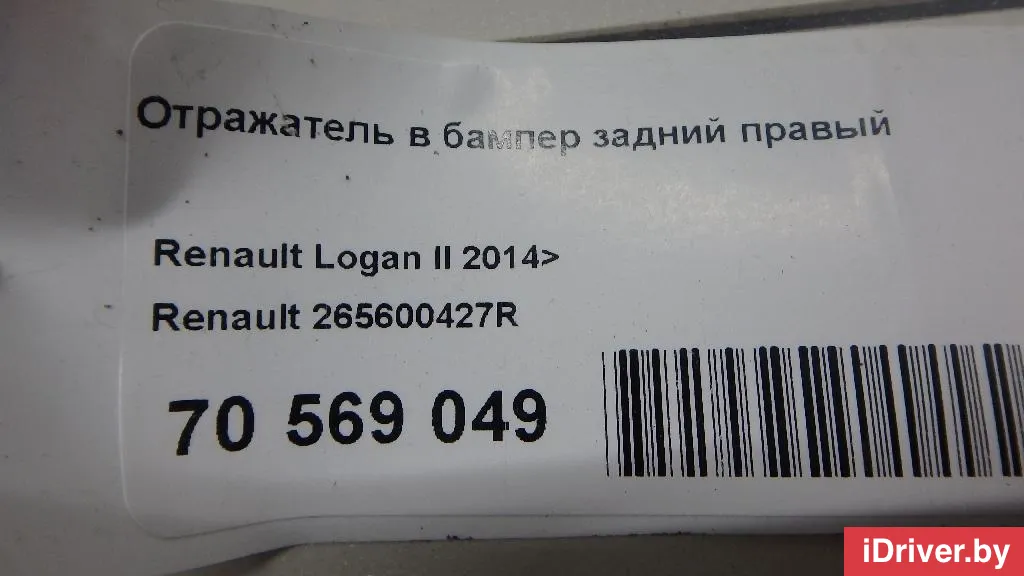 Отражатель в бампер задний правый
Renault Logan II 2014>
Renault 265600427R
70 569 049
iDriver.by